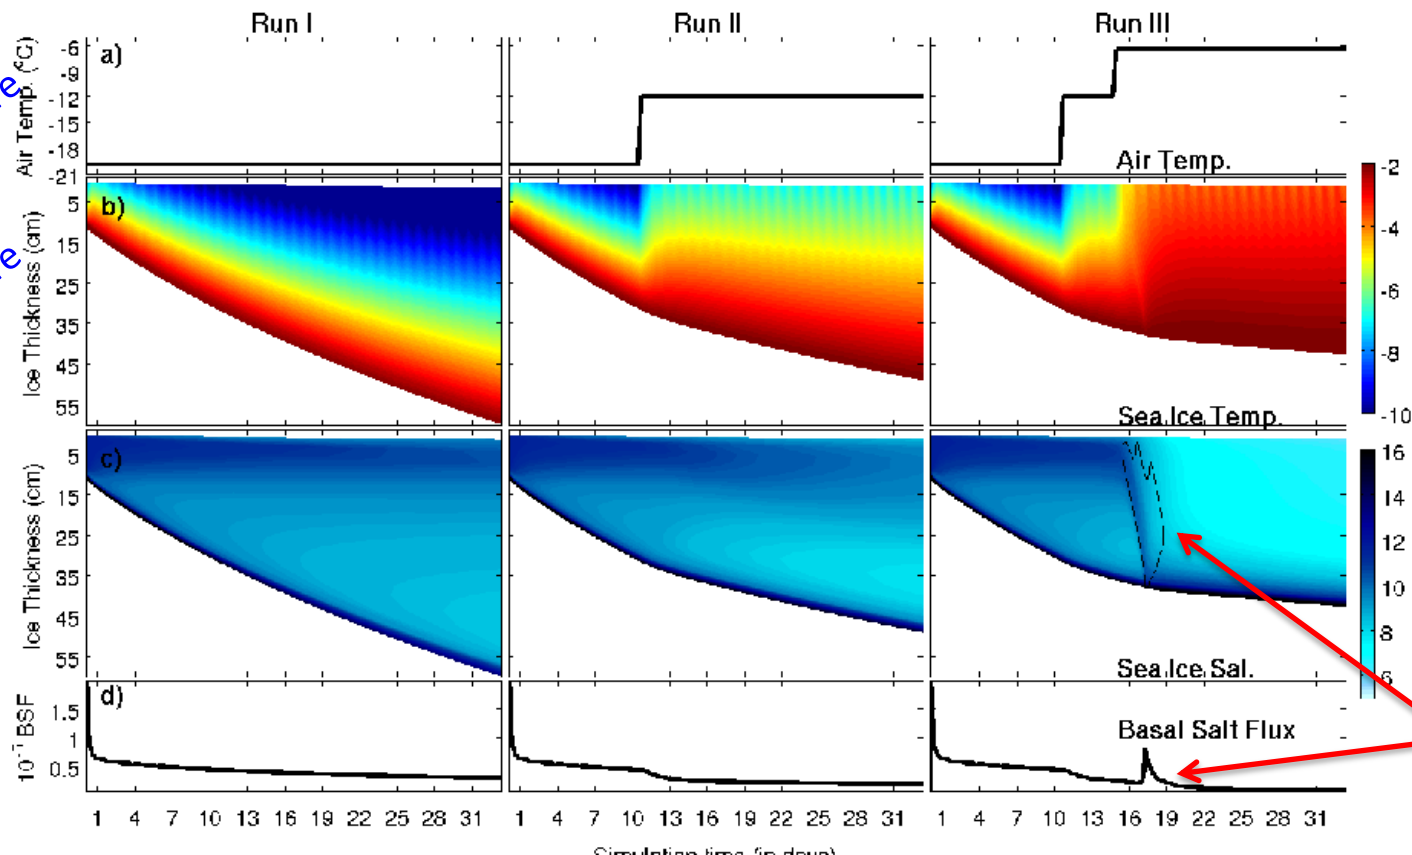 Run I Run II Run III
a)
Air Temp. (°C)
-6
-9
-12
-15
-18
-21
Air Temp.
b)
Ice Thickness (cm)
5
15
25
35
45
55
Sea Ice Temp.
-2
-4
-6
-8
-10
c)
Ice Thickness (cm)
5
15
25
35
45
55
Sea Ice Sal.
16
14
12
10
8
6
d)
BSF
1.5
1
0.5
Basal Salt Flux
1 4 7 10 13 16 19 22 25 28 31 1 4 7 10 13 16 19 22 25 28 31 1 4 7 10 13 16 19 22 25 28 31
Simulation time (in days)